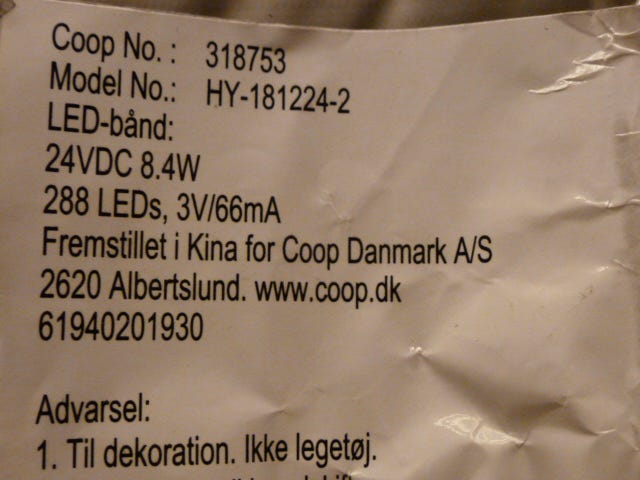 Coop No.: 318753
Model No.: HY-181224-2
LED-bånd:
24VDC 8.4W
288 LEDs, 3V/66mA
Fremstillet i Kina for Coop Danmark A/S
2620 Albertslund. www.coop.dk
61940201930
Advarsel:
1. Til dekoration. Ikke legetøj.